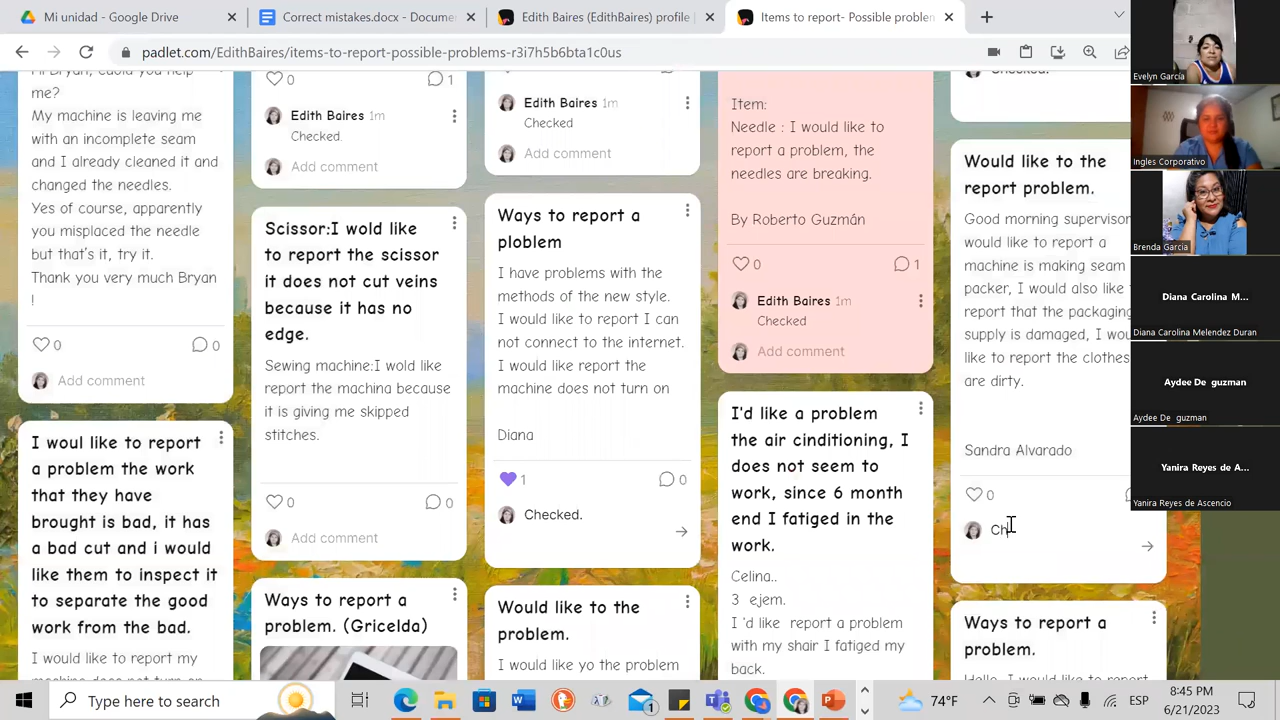 Mi unidad - Google Drive
Correct mistakes.docx - Docume
Edith Baires (EdithBaires) profile
Items to report- Possible problem
padlet.com/EdithBaires/items-to-report-possible-problems-r3i7h5b6bta1c0us
me?
My machine is leaving me
with an incomplete seam
and I already cleaned it and
changed the needles.
Yes of course, apparently
you misplaced the needle
but that's it, try it.
Thank you very much Bryan
!
0
0
Add comment
I woul like to report
a problem the work
that they have
brought is bad, it has
a bad cut and i would
like them to inspect it
to separate the good
work from the bad.
I would like to report my
0
1
Edith Baires 1m
Checked.
Add comment
Scissor:I wold like
to report the scissor
it does not cut veins
because it has no
edge.
Sewing machine:I wold like
report the machina because
it is giving me skipped
stitches.
0
0
Add comment
Ways to report a
problem. (Gricelda)
Edith Baires 1m
Checked
Add comment
Ways to report a
ploblem
I have problems with the
methods of the new style.
I would like to report I can
not connect to the internet.
I would like report the
machine does not turn on
Diana
1
0
Checked.
Would like to the
problem.
I would like yo the problem
Item:
Needle : I would like to
report a problem, the
needles are breaking.
By Roberto Guzmán
0
1
Edith Baires 1m
Checked
Add comment
I'd like a problem
the air cinditioning, I
does not seem to
work, since 6 month
end I fatiged in the
work.
Celina..
3 ejem.
I 'd like report a problem
with my shair I fatiged my
back.
Would like to the
report problem.
Good morning supervisor
would like to report a
machine is making seam
packer, I would also like
report that the packaging
supply is damaged, I wou
like to report the clothes
are dirty.
Sandra Alvarado
0
Ch
Ways to report a
problem.
Hello, I would like to report
Evelyn García
Ingles Corporativo
Brenda García
Diana Carolina M...
Diana Carolina Melendez Duran
Aydee De guzman
Aydee De guzman
Yanira Reyes de A...
Yanira Reyes de Ascencio
Type here to search
74°F
ESP
8:45 PM
6/21/2023